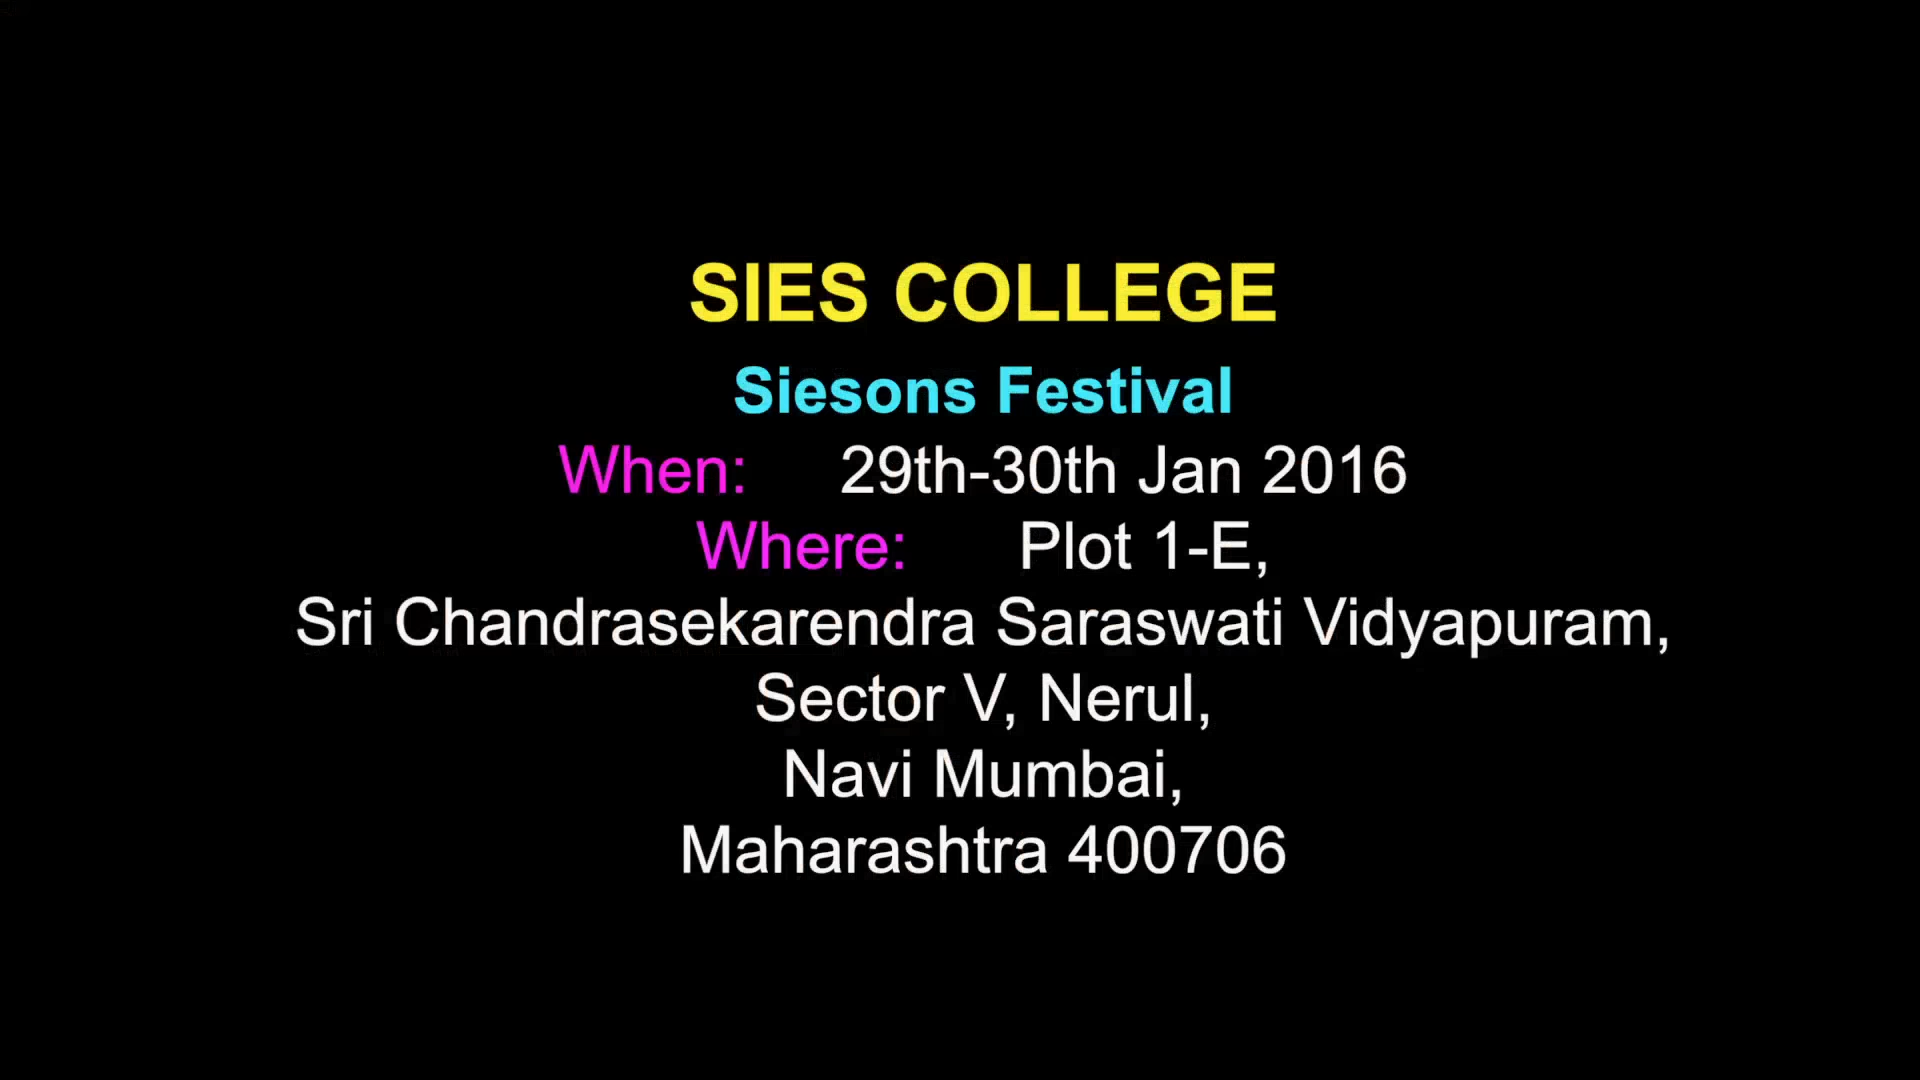 SIES COLLEGE
Siesons Festival
When: 29th-30th Jan 2016
Where: Plot 1-E,
Sri Chandrasekarendra Saraswati Vidyapuram,
Sector V, Nerul,
Navi Mumbai,
Maharashtra 400706